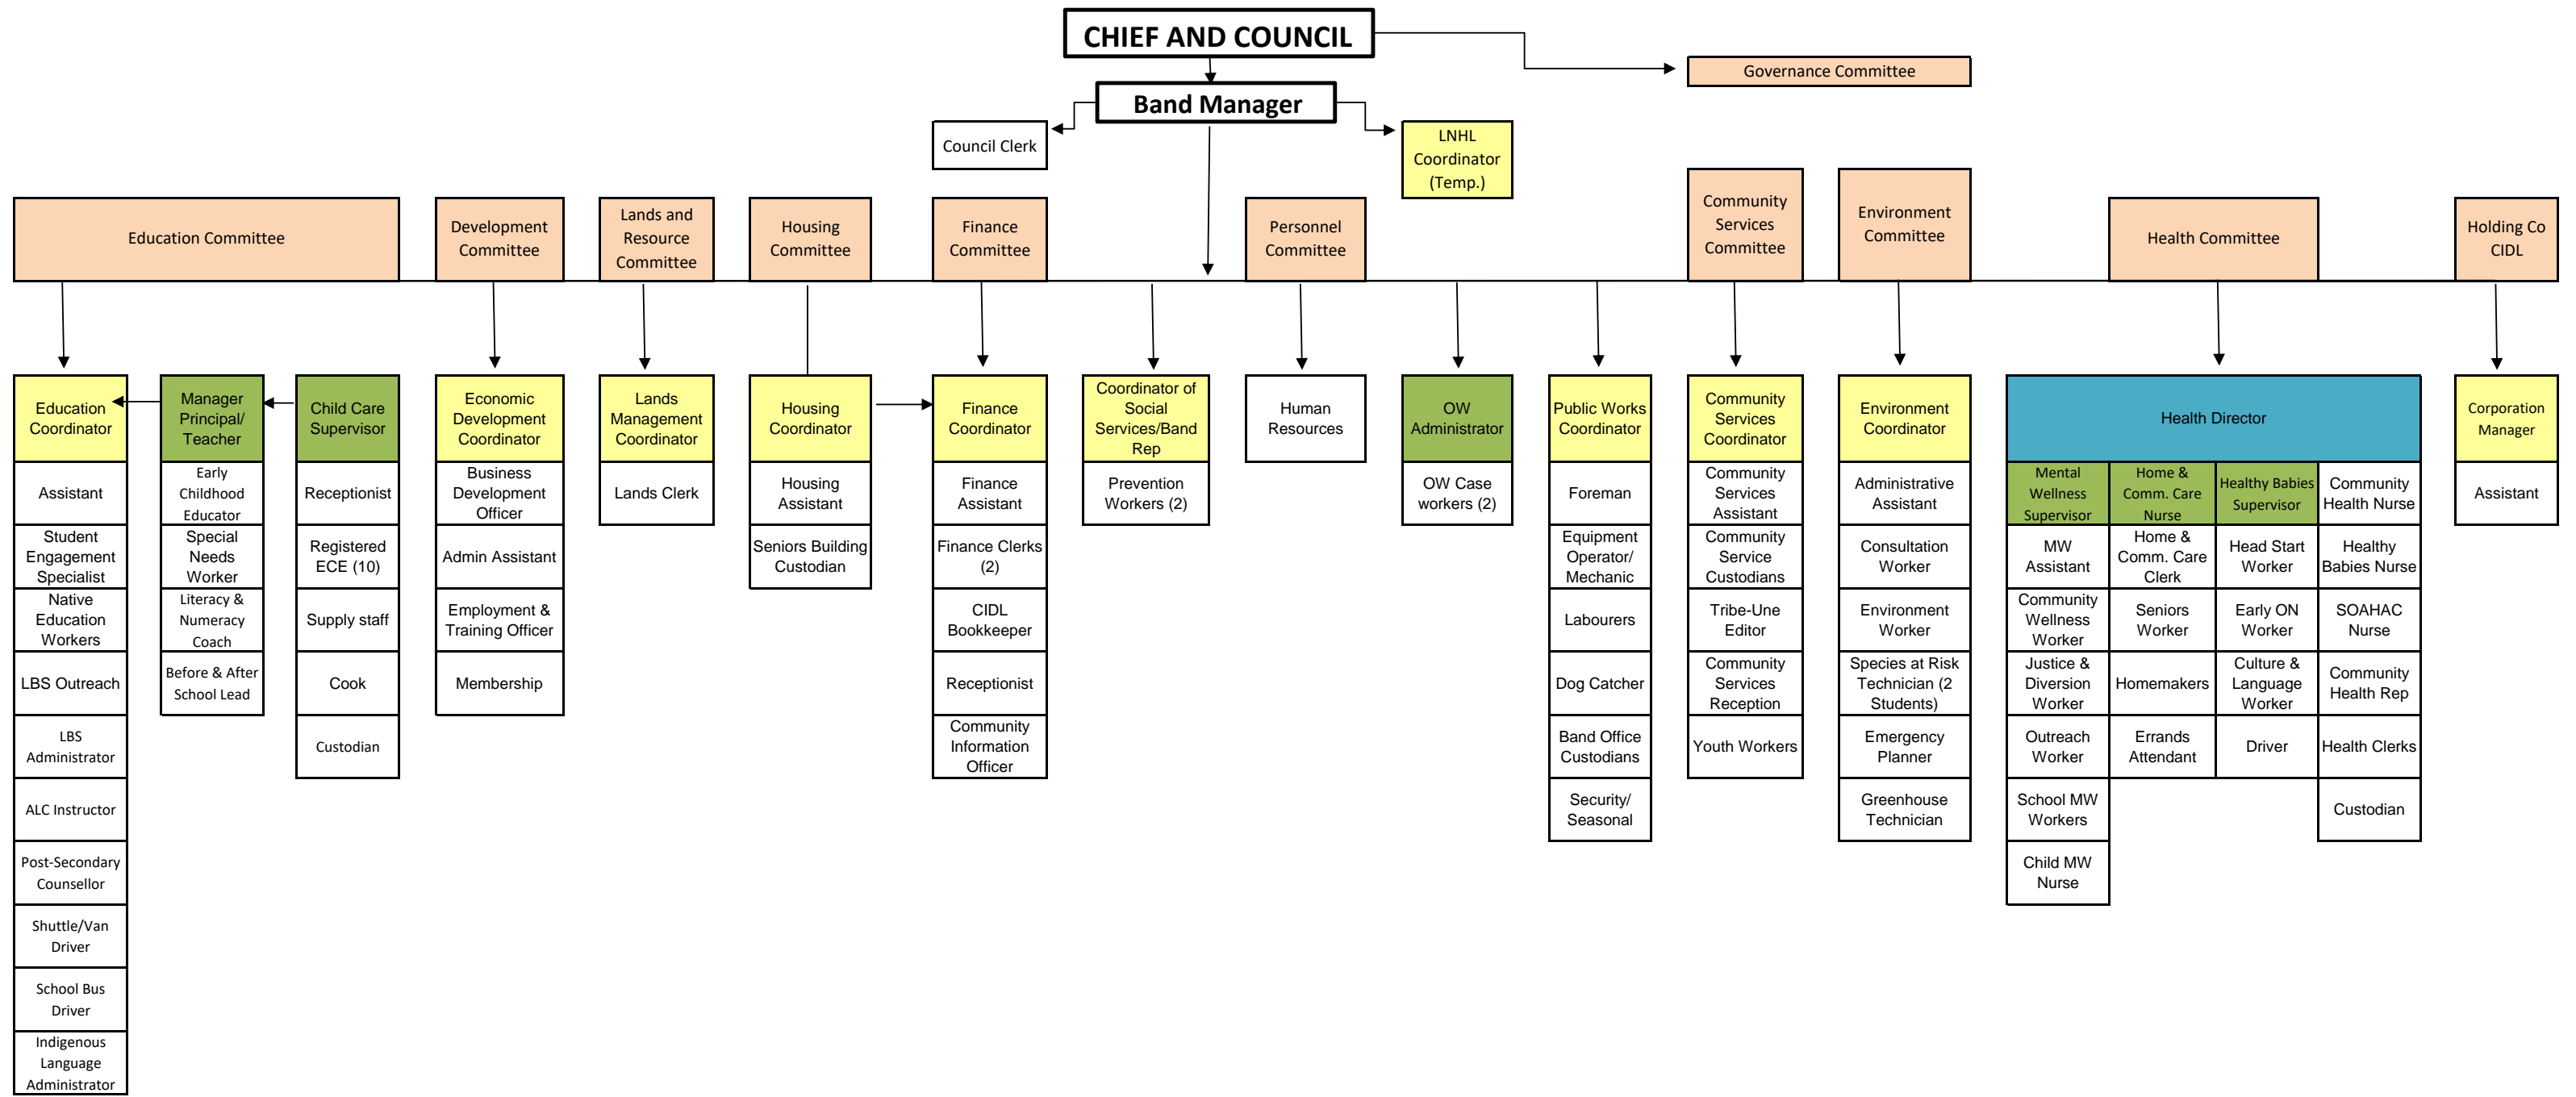 CHIEF AND COUNCIL
Governance Committee
Band Manager
Council Clerk
LNHL
Coordinator
(Temp.)
Education Committee
Development
Committee
Lands and
Resource
Committee
Housing
Committee
Finance
Committee
Personnel
Committee
Community
Services
Committee
Environment
Committee
Health Committee
Holding Co
CIDL
Education
Coordinator
Assistant
Student
Engagement
Specialist
Native
Education
Workers
LBS Outreach
LBS
Administrator
ALC Instructor
Post-Secondary
Counsellor
Shuttle/Van
Driver
School Bus
Driver
Indigenous
Language
Administrator
Manager
Principal/
Teacher
Early
Childhood
Educator
Special
Needs
Worker
Literacy &
Numeracy
Coach
Before & After
School Lead
Child Care
Supervisor
Receptionist
Registered
ECE (10)
Supply staff
Cook
Custodian
Economic
Development
Coordinator
Business
Development
Officer
Admin Assistant
Employment &
Training Officer
Membership
Lands
Management
Coordinator
Lands Clerk
Housing
Coordinator
Housing
Assistant
Seniors Building
Custodian
Finance
Coordinator
Finance
Assistant
Finance Clerks
(2)
CIDL
Bookkeeper
Receptionist
Community
Information
Officer
Coordinator of
Social
Services/Band
Rep
Prevention
Workers (2)
Human
Resources
OW
Administrator
OW Case
workers (2)
Public Works
Coordinator
Foreman
Equipment
Operator/
Mechanic
Labourers
Dog Catcher
Band Office
Custodians
Security/
Seasonal
Community
Services
Coordinator
Community
Services
Assistant
Community
Service
Custodians
Tribe-Une
Editor
Community
Services
Reception
Youth Workers
Environment
Coordinator
Administrative
Assistant
Consultation
Worker
Environment
Worker
Species at Risk
Technician (2
Students)
Emergency
Planner
Greenhouse
Technician
Health Director
Mental
Wellness
Supervisor
MW
Assistant
Community
Wellness
Worker
Justice &
Diversion
Worker
Outreach
Worker
School MW
Workers
Child MW
Nurse
Home &
Comm. Care
Nurse
Home &
Comm. Care
Clerk
Seniors
Worker
Homemakers
Errands
Attendant
Healthy Babies
Supervisor
Head Start
Worker
Early ON
Worker
Culture &
Language
Worker
Driver
Community
Health Nurse
Healthy
Babies Nurse
SOAHAC
Nurse
Community
Health Rep
Health Clerks
Custodian
Corporation
Manager
Assistant